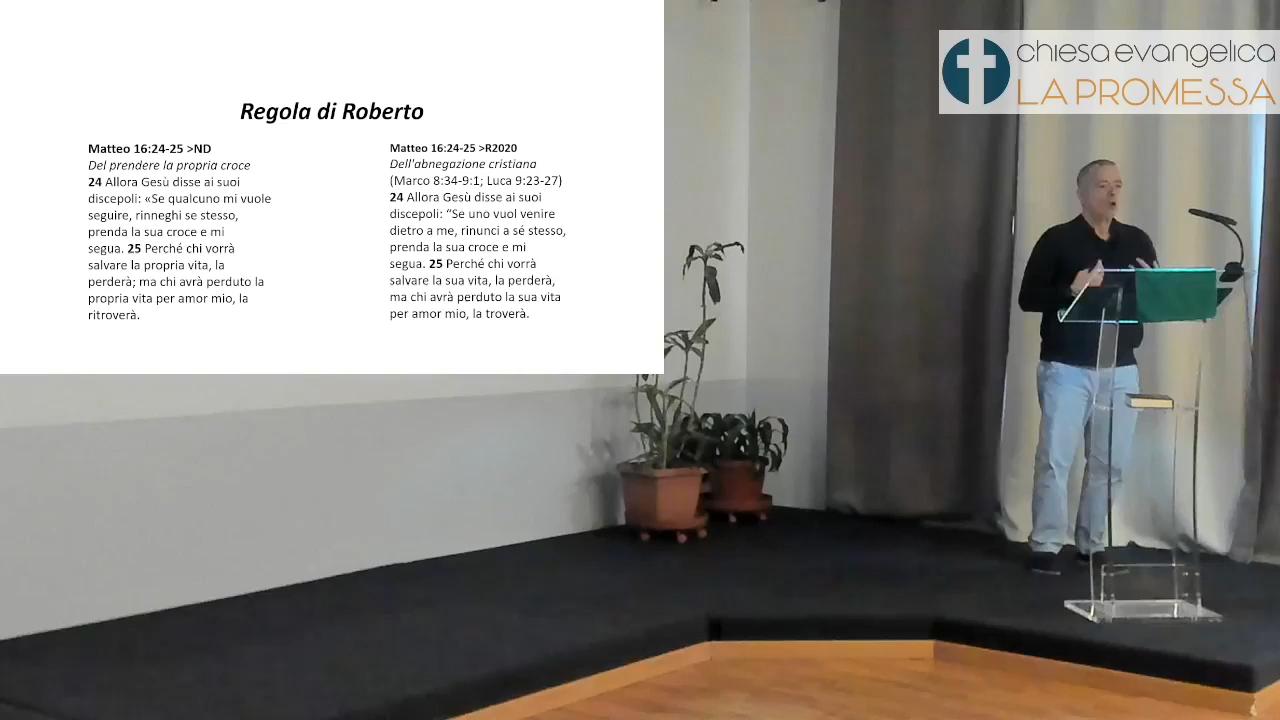 Regola di Roberto
Matteo 16:24-25 >ND
Del prendere la propria croce
24 Allora Gesù disse ai suoi
discepoli: «Se qualcuno mi vuole
seguire, rinneghi se stesso,
prenda la sua croce e mi
segua. 25 Perché chi vorrà
salvare la propria vita, la
perderà; ma chi avrà perduto la
propria vita per amor mio, la
ritroverà.
Matteo 16:24-25 >R2020
Dell'abnegazione cristiana
(Marco 8:34-9:1; Luca 9:23-27)
24 Allora Gesù disse ai suoi
discepoli: “Se uno vuol venire
dietro a me, rinunci a sé stesso,
prenda la sua croce e mi
segua. 25 Perché chi vorrà
salvare la sua vita, la perderà,
ma chi avrà perduto la sua vita
per amor mio, la troverà.
chiesa evangelica
LA PROMESSA